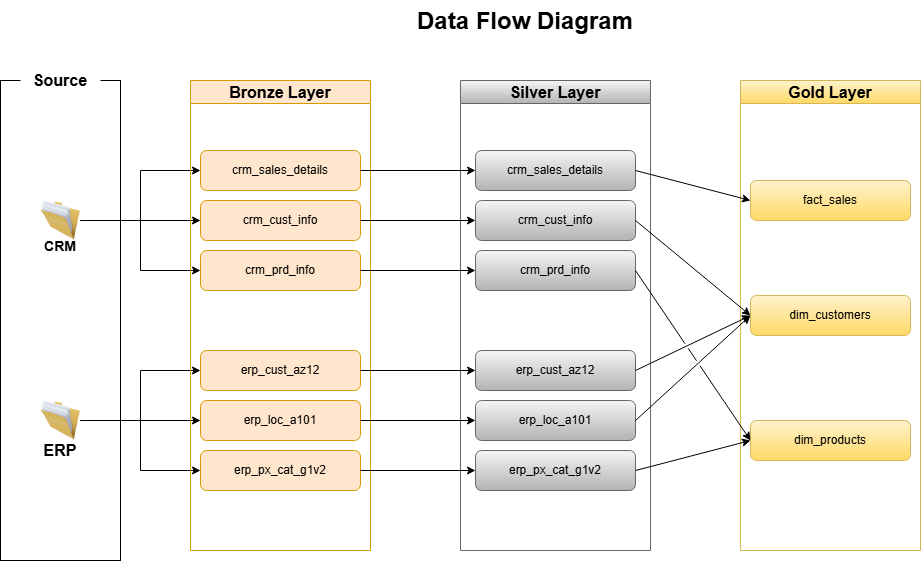 Data Flow Diagram
Source
Bronze Layer
Silver Layer
Gold Layer
CRM
crm_sales_details
crm_sales_details
fact_sales
crm_cust_info
crm_cust_info
crm_prd_info
crm_prd_info
dim_customers
ERP
erp_cust_az12
erp_cust_az12
erp_loc_a101
erp_loc_a101
dim_products
erp_px_cat_g1v2
erp_px_cat_g1v2